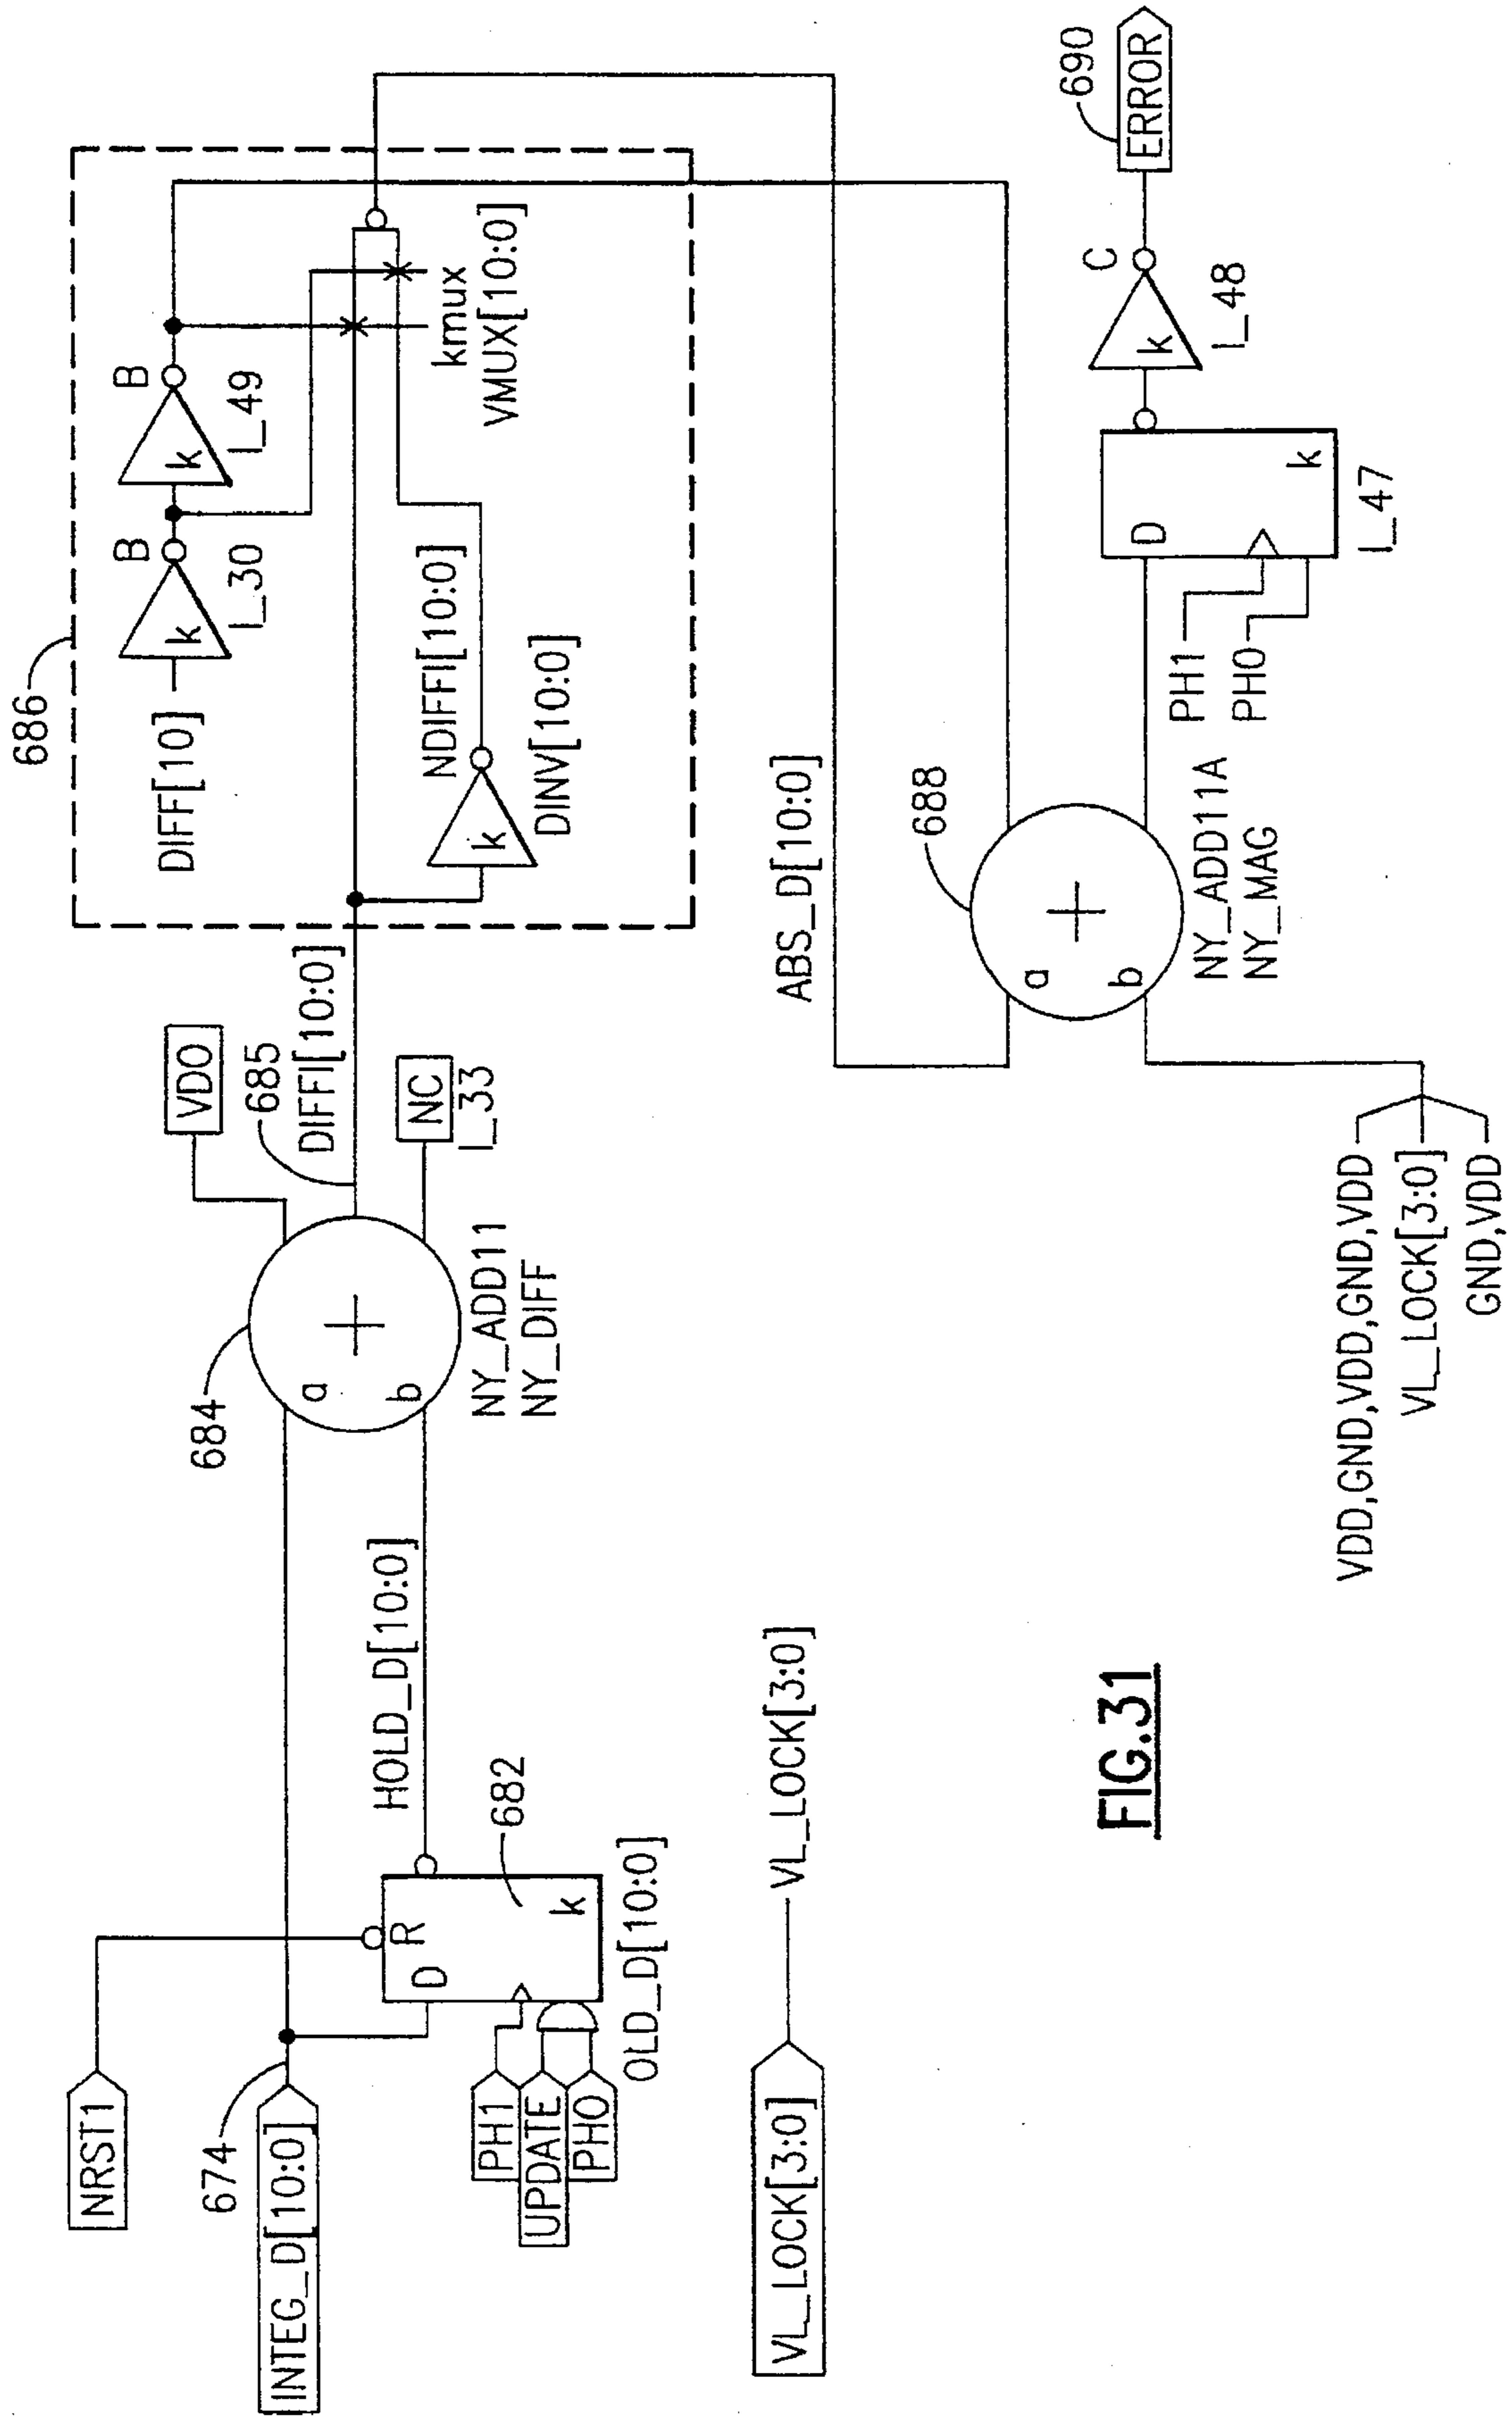 NRST1
674
INTEG_D[10:0]
PH1
UPDATE
PH0
D
R
k
682
OLD_D[10:0]
HOLD_D[10:0]
VL_LOCK[3:0]
VL_LOCK[3:0]
684
a
b
+
NY_ADD11
NY_DIFF
VDO
685
DIFFI[10:0]
NC
I_33
686
DIFF[10]
k
B
I_30
k
B
I_49
NDIFFI[10:0]
k
DINV[10:0]
kmux
VMUX[10:0]
ABS_D[10:0]
688
a
b
+
NY_ADD11A
NY_MAG
VDD,GND,VDD,GND,VDD
VL_LOCK[3:0]
GND,VDD
PH1
PH0
D
k
I_47
k
C
I_48
690
ERROR
FIG.31